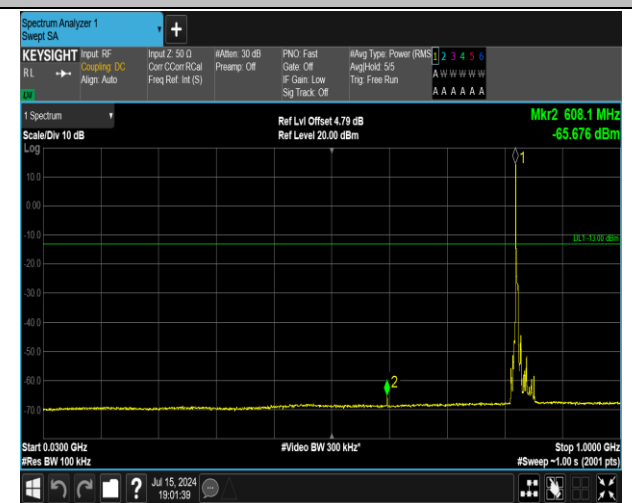 Spectrum Analyzer 1
Swept SA
+
KEYSIGHT Input: RF Input Z: 50 Ω #Atten: 30 dB PNO: Fast #Avg Type: Power (RMS 1 2 3 4 5 6
RL Coupling: DC Corr CCorr RCal Preamp: Off Gate: Off Avg|Hold: 5/5 A W W W W W
Align: Auto Freq Ref: Int (S) IF Gain: Low Trig: Free Run
Sig Track: Off A A A A A A
1 Spectrum Ref Lvl Offset 4.79 dB Mkr2 608.1 MHz
Scale/Div 10 dB Ref Level 20.00 dBm -65.676 dBm
Log
1
10.0
0.00
-10.0
DL1 -13.00 dBm
-20.0
-30.0
-40.0
-50.0
-60.0
2
-70.0
Start 0.0300 GHz #Video BW 300 kHz* Stop 1.0000 GHz
#Res BW 100 kHz #Sweep ~1.00 s (2001 pts)
? Jul 15, 2024
19:01:39